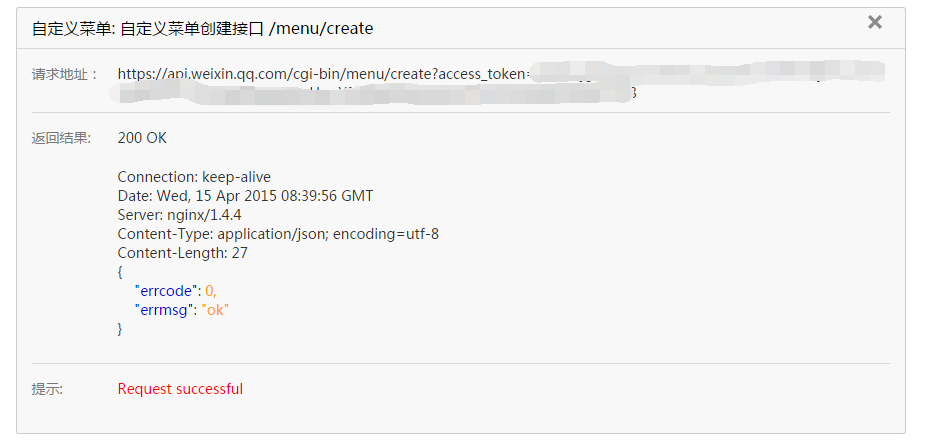 自定义菜单: 自定义菜单创建接口 /menu/create
请求地址： https://api.weixin.qq.com/cgi-bin/menu/create?access_token=
返回结果: 200 OK
Connection: keep-alive
Date: Wed, 15 Apr 2015 08:39:56 GMT
Server: nginx/1.4.4
Content-Type: application/json; encoding=utf-8
Content-Length: 27
{
"errcode": 0,
"errmsg": "ok"
}
提示: Request successful